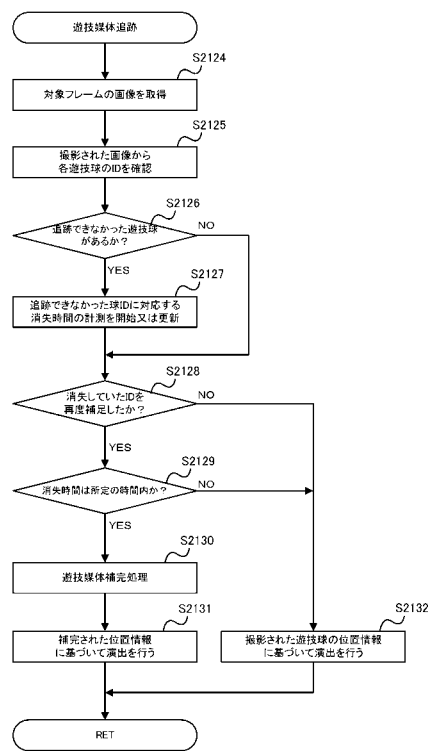 遊技媒体追跡
S2124
対象フレームの画像を取得
S2125
撮影された画像から
各遊技球のIDを確認
S2126
追跡できなかった遊技球
があるか？
NO
YES
S2127
追跡できなかった球IDに対応する
消失時間の計測を開始又は更新
S2128
消失していたIDを
再度補足したか？
NO
YES
S2129
消失時間は所定の時間内か？
NO
YES
S2130
遊技媒体補完処理
S2131
補完された位置情報
に基づいて演出を行う
S2132
撮影された遊技球の位置情報
に基づいて演出を行う
RET